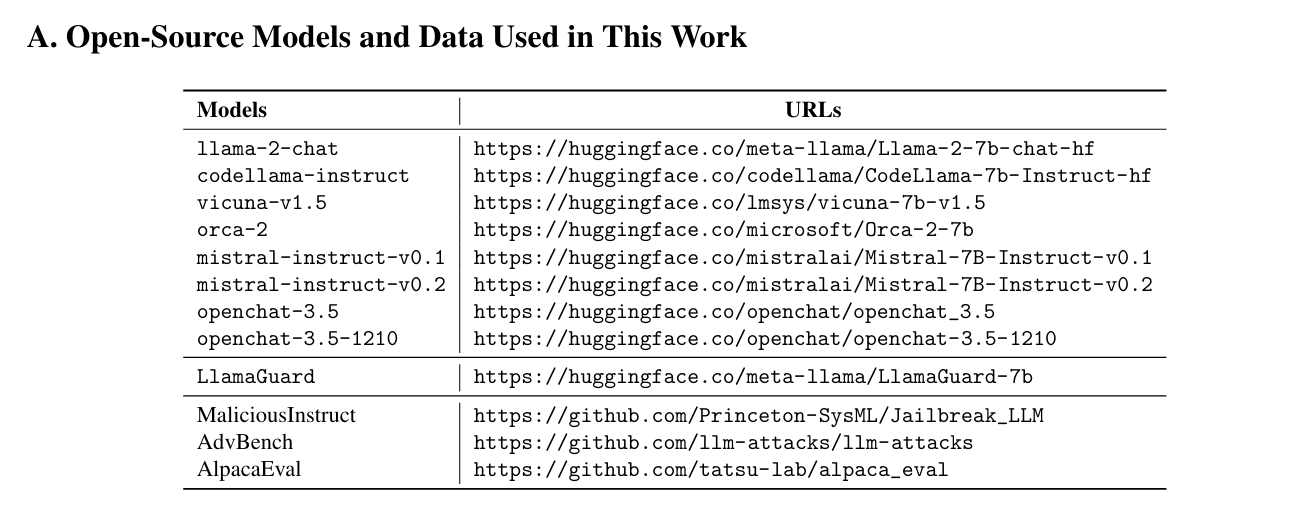 A. Open-Source Models and Data Used in This Work
Models URLs
llama-2-chat https://huggingface.co/meta-llama/Llama-2-7b-chat-hf
codellama-instruct https://huggingface.co/codellama/CodeLlama-7b-Instruct-hf
vicuna-v1.5 https://huggingface.co/lmsys/vicuna-7b-v1.5
orca-2 https://huggingface.co/microsoft/Orca-2-7b
mistral-instruct-v0.1 https://huggingface.co/mistralai/Mistral-7B-Instruct-v0.1
mistral-instruct-v0.2 https://huggingface.co/mistralai/Mistral-7B-Instruct-v0.2
openchat-3.5 https://huggingface.co/openchat/openchat_3.5
openchat-3.5-1210 https://huggingface.co/openchat/openchat-3.5-1210
LlamaGuard https://huggingface.co/meta-llama/LlamaGuard-7b
MaliciousInstruct https://github.com/Princeton-SysML/Jailbreak_LLM
AdvBench https://github.com/llm-attacks/llm-attacks
AlpacaEval https://github.com/tatsu-lab/alpaca_eval